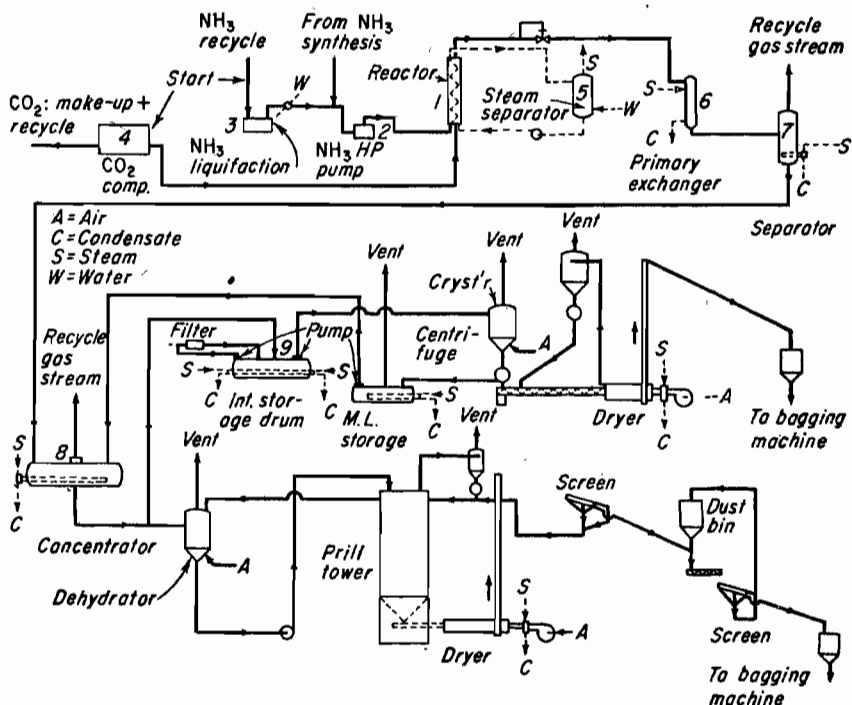 NH3
recycle
From NH3
synthesis
Start
CO2: make-up +
recycle
4
CO2
comp.
3
W
NH3
liquifaction
2
HP
NH3
pump
Reactor
1
S
5
Steam
separator
W
S
6
C
Primary
exchanger
Recycle
gas stream
7
S
C
Separator
A = Air
C = Condensate
S = Steam
W = Water
Recycle
gas
stream
Filter
9
Pump
S
S
C
C
Int. stor-
age drum
Vent
M.L.
storage
S
C
Vent
Cryst'r
Centri-
fuge
A
Vent
Dryer
S
A
C
To bagging
machine
S
8
C
Concentrator
Vent
A
Dehydrator
Prill
tower
Vent
S
A
C
Dryer
Screen
Dust
bin
S
Screen
To bagging
machine